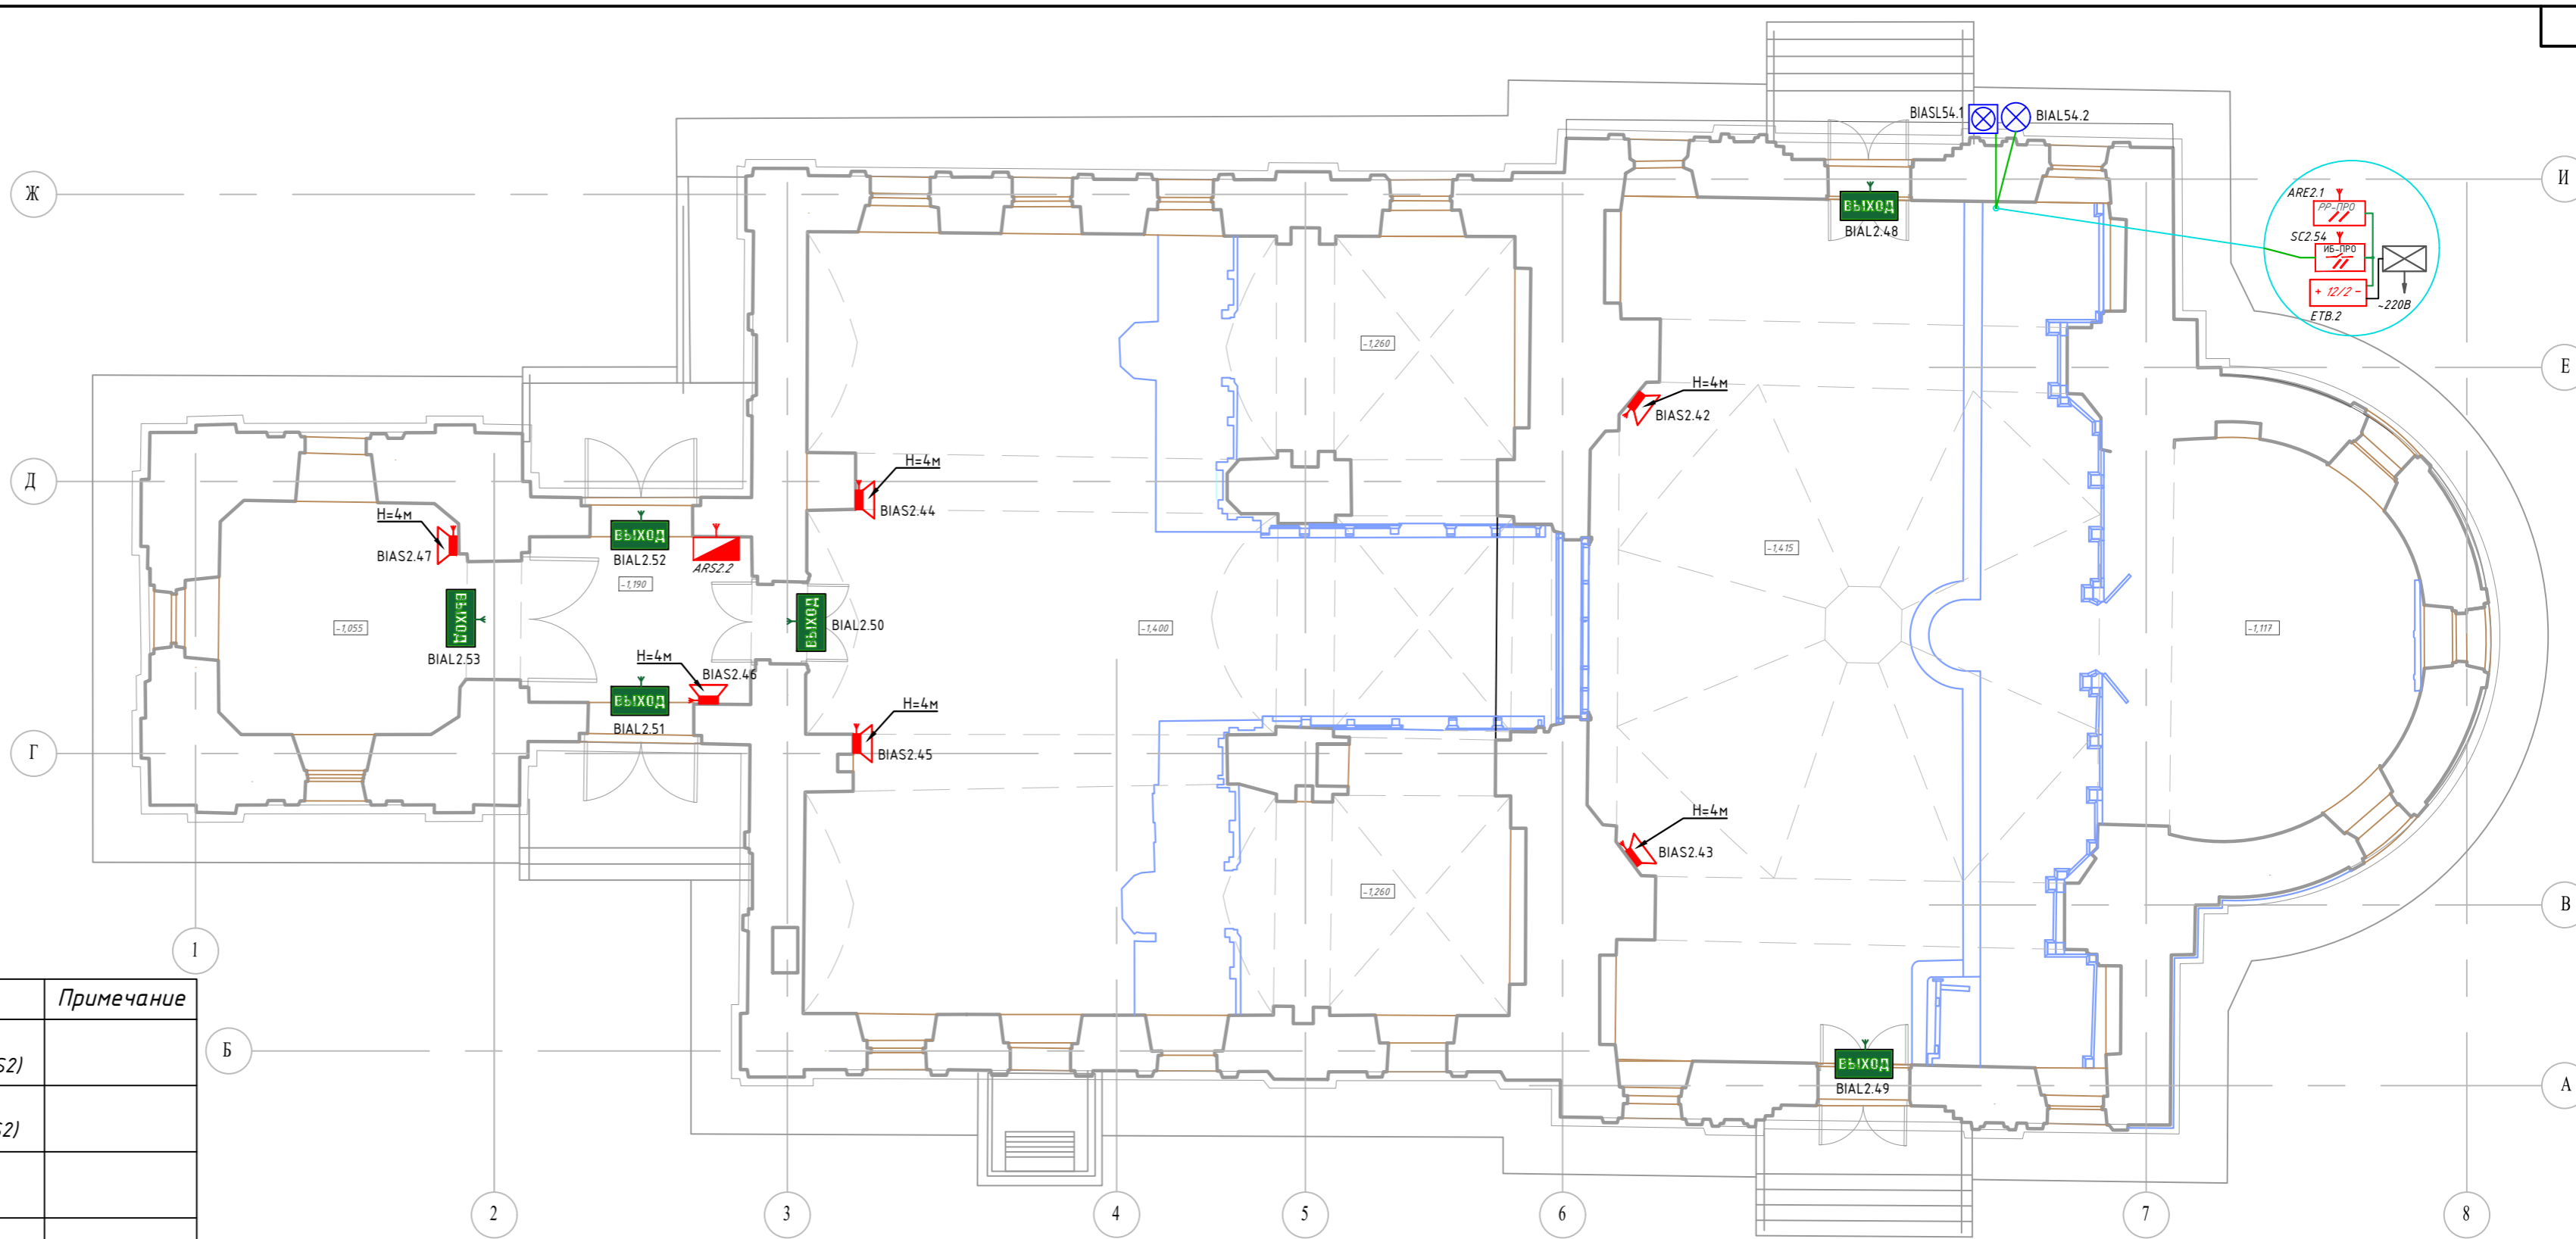 BIASL54.1
BIAL54.2
Ж
И
ВЫХОД
BIAL2.48
ARE2.1
РР-ПРО
SC2.54
ИБ-ПРО
+ 12/2 -
~220В
ETB.2
-1,260
Е
H=4м
BIAS2.42
Д
H=4м
BIAS2.44
H=4м
BIAS2.47
ВЫХОД
BIAL2.52
ARS2.2
-1,190
-1,415
ВЫХОД
BIAL2.53
-1,055
ВЫХОД
BIAL2.50
-1,400
-1,117
H=4м
BIAS2.46
ВЫХОД
BIAL2.51
H=4м
BIAS2.45
Г
H=4м
BIAS2.43
-1,260
В
1
Примечание
Б
S2)
ВЫХОД
BIAL2.49
А
S2)
2
3
4
5
6
7
8